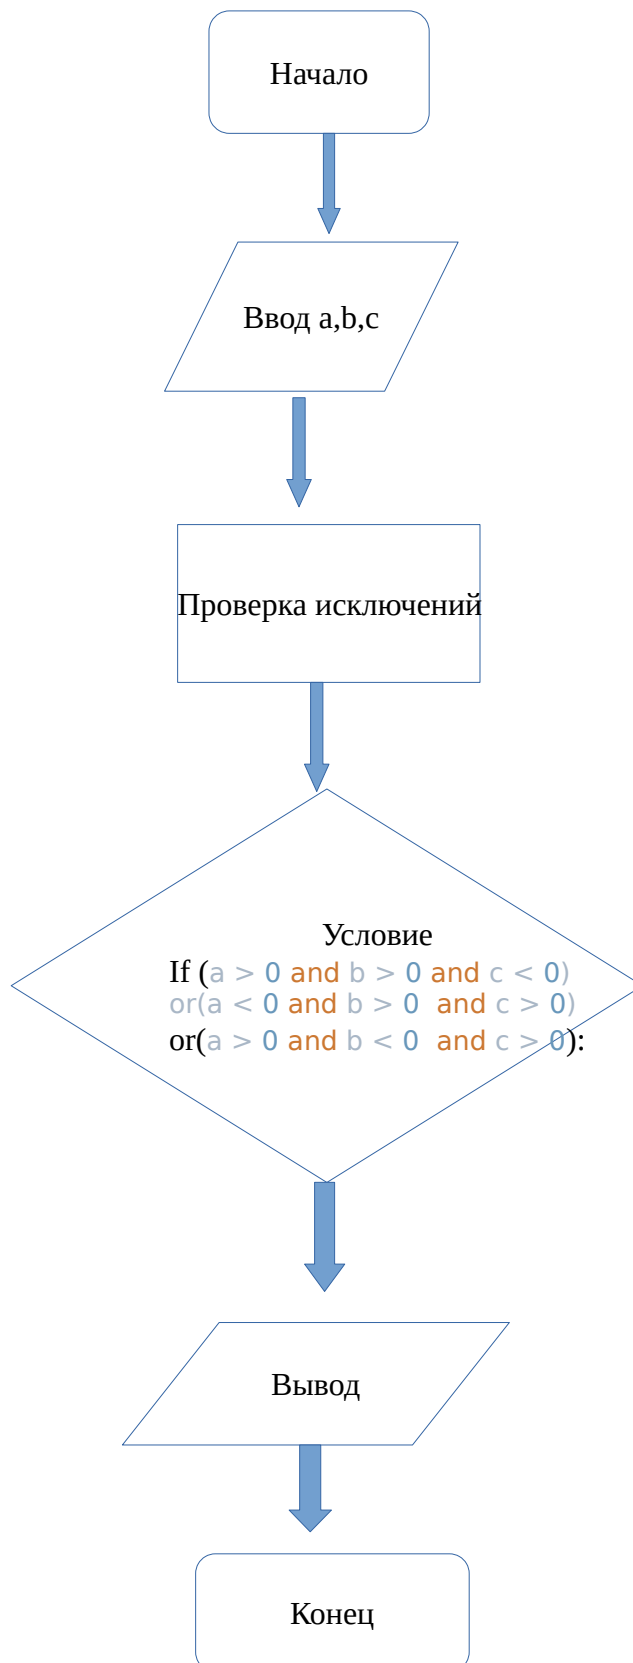 Начало
Ввод a,b,c
Проверка исключений
Условие
If (a > 0 and b > 0 and c < 0)
or(a < 0 and b > 0  and c > 0)
or(a > 0 and b < 0  and c > 0):
Вывод
Конец